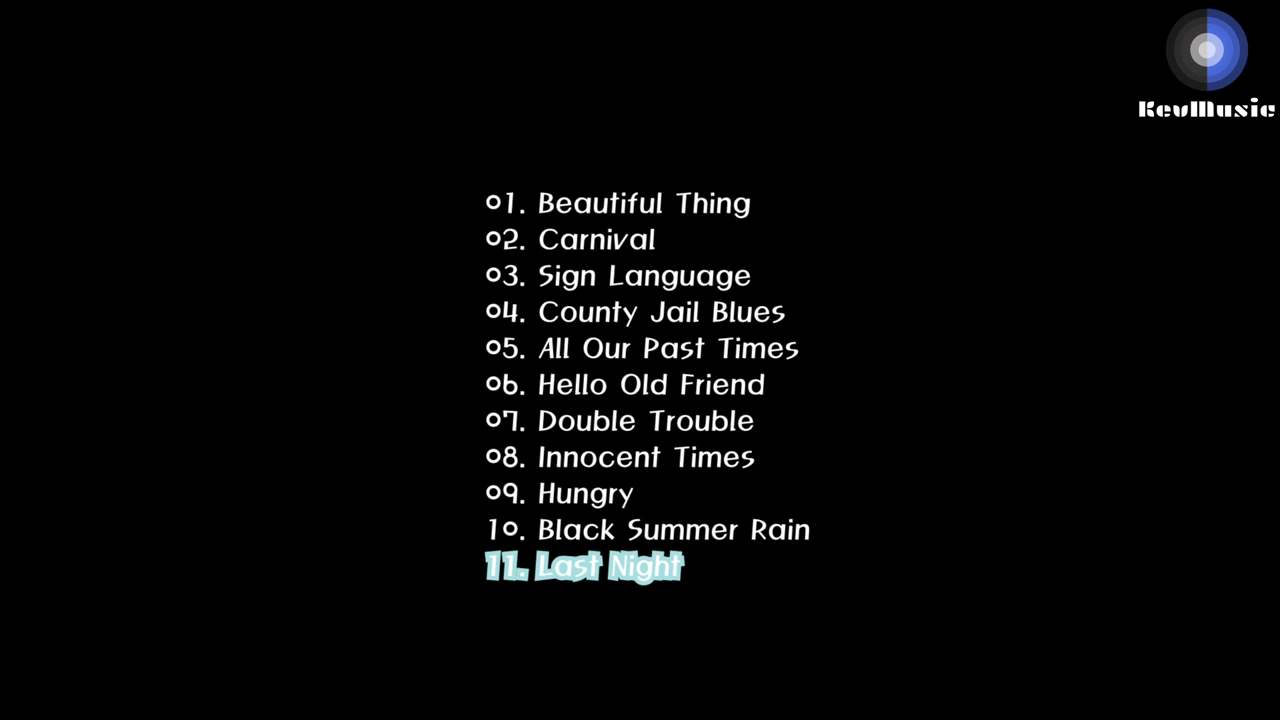 KevMusic
01. Beautiful Thing
02. Carnival
03. Sign Language
04. County Jail Blues
05. All Our Past Times
06. Hello Old Friend
07. Double Trouble
08. Innocent Times
09. Hungry
10. Black Summer Rain
11. Last Night